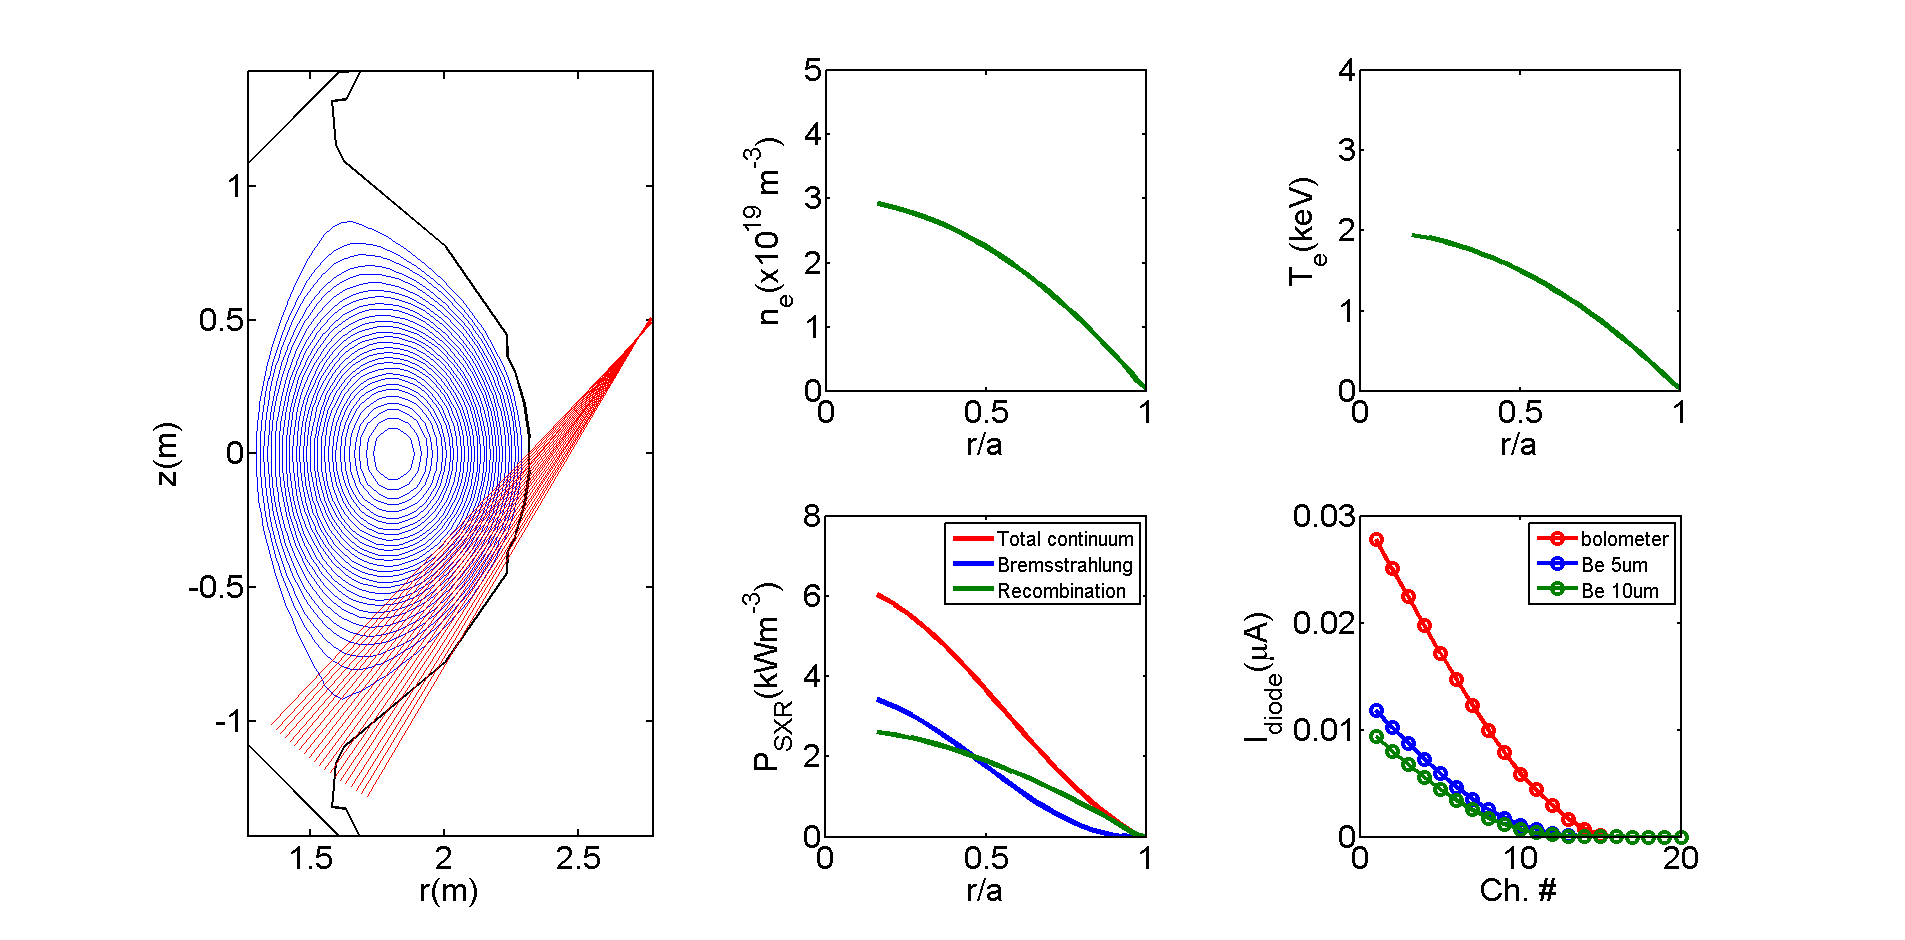 1
0.5
0
-0.5
-1
z(m)
1.5
2
2.5
r(m)
5
4
3
2
1
0
n_e(x10^19 m^-3)
0
0.5
1
r/a
4
3
2
1
0
T_e(keV)
0
0.5
1
r/a
8
6
4
2
0
P_SXR(kWm^-3)
Total continuum
Bremsstrahlung
Recombination
0
0.5
1
r/a
0.03
0.02
0.01
0
I_diode(μA)
bolometer
Be 5um
Be 10um
0
10
20
Ch. #